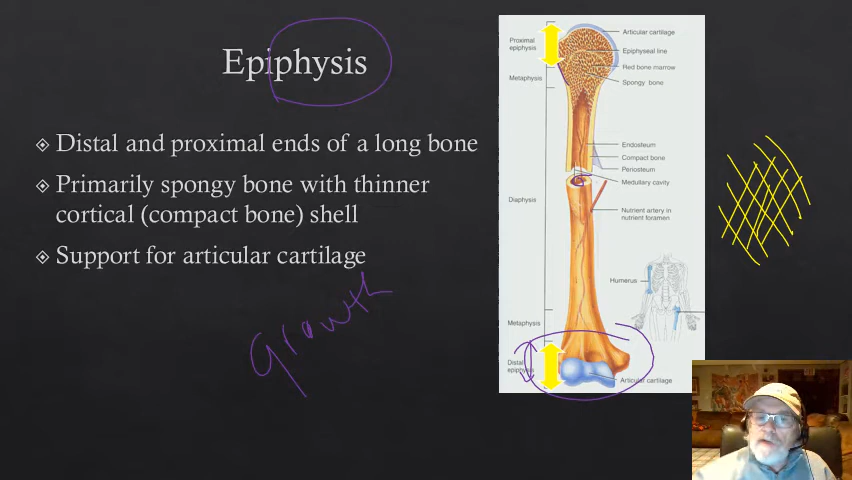 Epiphysis
Distal and proximal ends of a long bone
Primarily spongy bone with thinner
cortical (compact bone) shell
Support for articular cartilage
growth
Proximal
epiphysis
Metaphysis
Diaphysis
Metaphysis
Distal
epiphysis
Articular cartilage
Epiphyseal line
Red bone marrow
Spongy bone
Endosteum
Compact bone
Periosteum
Medullary cavity
Nutrient artery in
nutrient foramen
Humerus
Articular cartilage